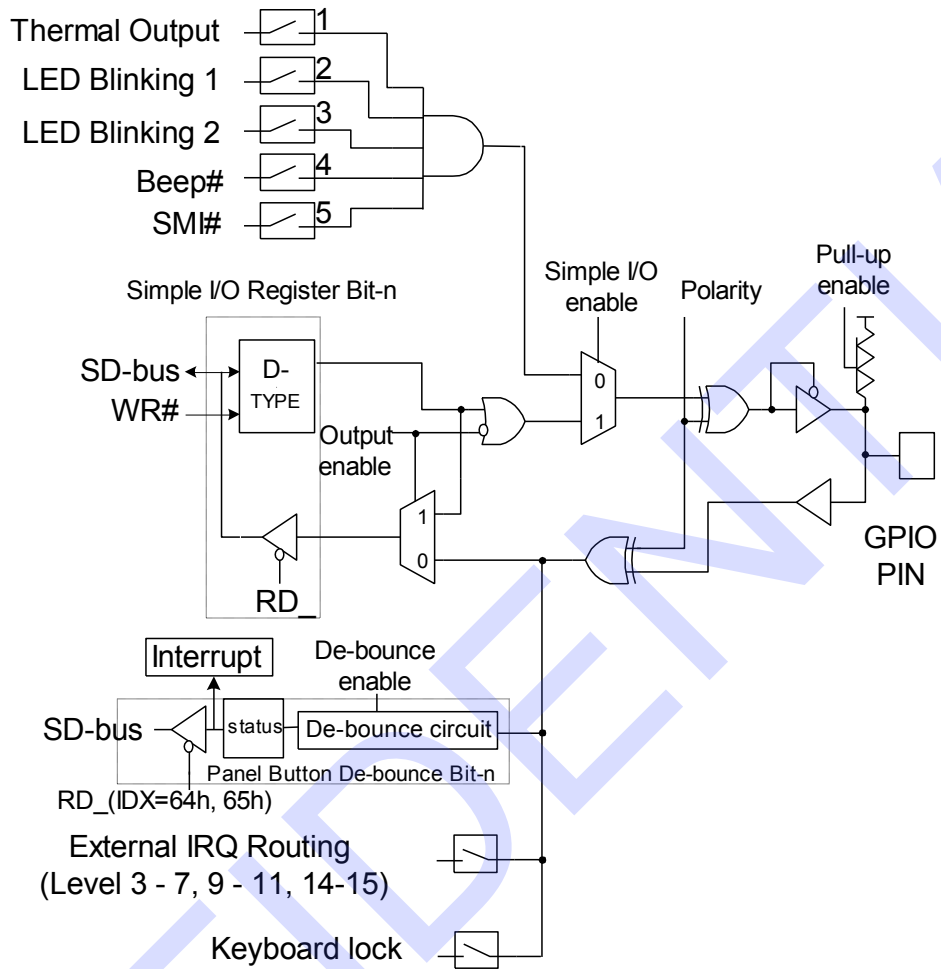 Thermal Output
1
LED Blinking 1
2
LED Blinking 2
3
Beep#
4
SMI#
5
Simple I/O Register Bit-n
Simple I/O
enable
Polarity
Pull-up
enable
SD-bus
WR#
D-
TYPE
0
1
Output
enable
1
0
GPIO
PIN
RD_
Interrupt
De-bounce
enable
SD-bus
status
De-bounce circuit
Panel Button De-bounce Bit-n
RD_(IDX=64h, 65h)
External IRQ Routing
(Level 3 - 7, 9 - 11, 14-15)
Keyboard lock
FIDENTIA